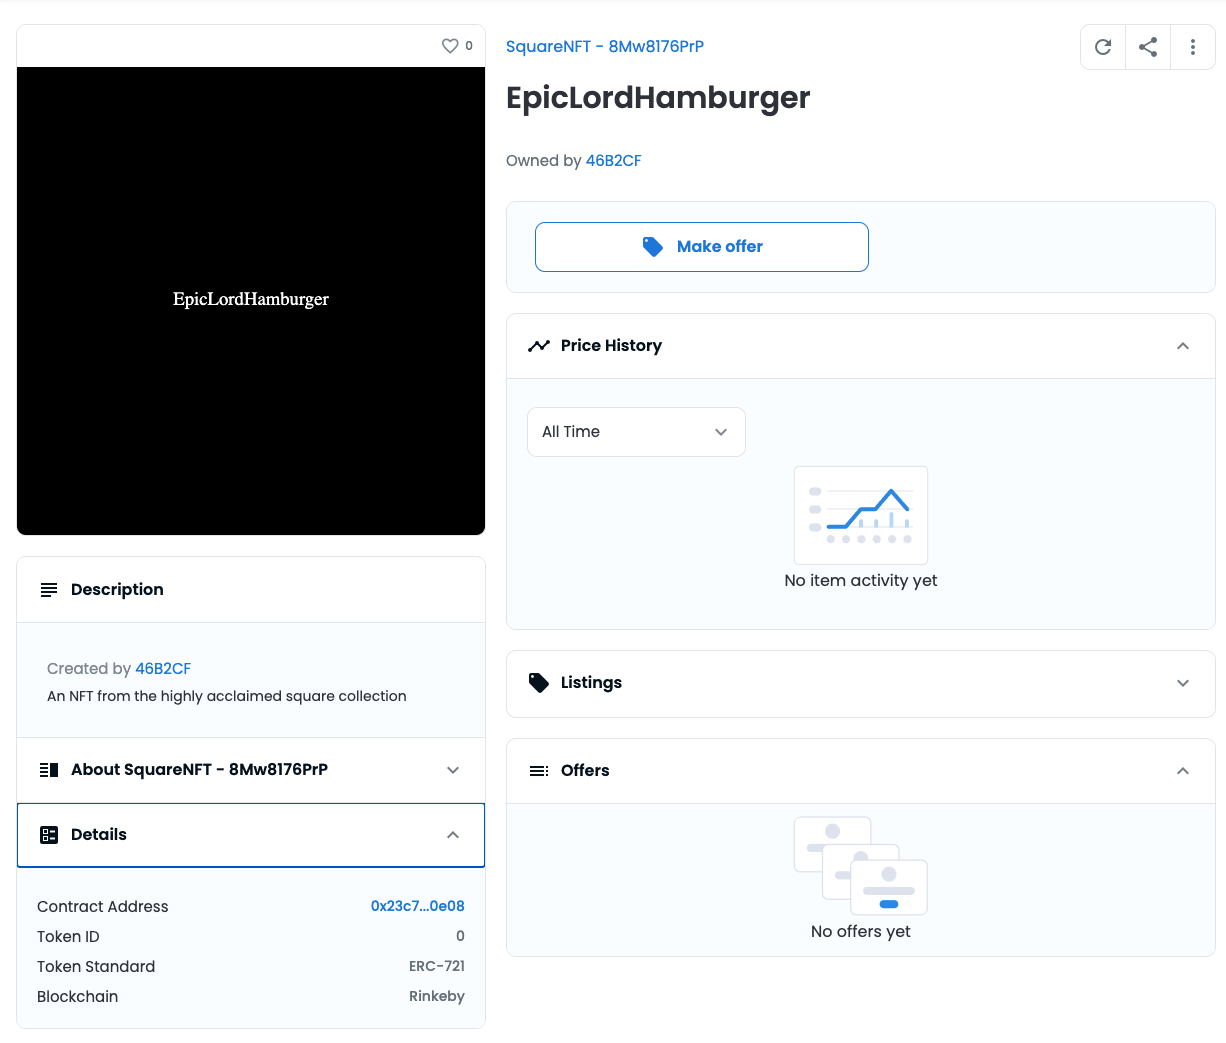 0
EpicLordHamburger
Description
Created by 46B2CF
An NFT from the highly acclaimed square collection
About SquareNFT - 8Mw8176PrP
Details
Contract Address 0x23c7...0e08
Token ID 0
Token Standard ERC-721
Blockchain Rinkeby
SquareNFT - 8Mw8176PrP
EpicLordHamburger
Owned by 46B2CF
Make offer
Price History
All Time
No item activity yet
Listings
Offers
No offers yet